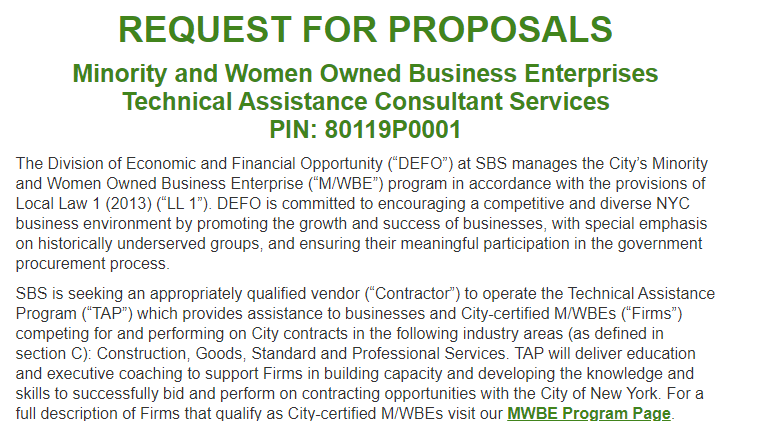 REQUEST FOR PROPOSALS
Minority and Women Owned Business Enterprises
Technical Assistance Consultant Services
PIN: 80119P0001
The Division of Economic and Financial Opportunity (“DEFO”) at SBS manages the City’s Minority
and Women Owned Business Enterprise (“M/WBE”) program in accordance with the provisions of
Local Law 1 (2013) (“LL 1”). DEFO is committed to encouraging a competitive and diverse NYC
business environment by promoting the growth and success of businesses, with special emphasis
on historically underserved groups, and ensuring their meaningful participation in the government
procurement process.
SBS is seeking an appropriately qualified vendor (“Contractor”) to operate the Technical Assistance
Program (“TAP”) which provides assistance to businesses and City-certified M/WBEs (“Firms”)
competing for and performing on City contracts in the following industry areas (as defined in
section C): Construction, Goods, Standard and Professional Services. TAP will deliver education
and executive coaching to support Firms in building capacity and developing the knowledge and
skills to successfully bid and perform on contracting opportunities with the City of New York. For a
full description of Firms that qualify as City-certified M/WBEs visit our MWBE Program Page.